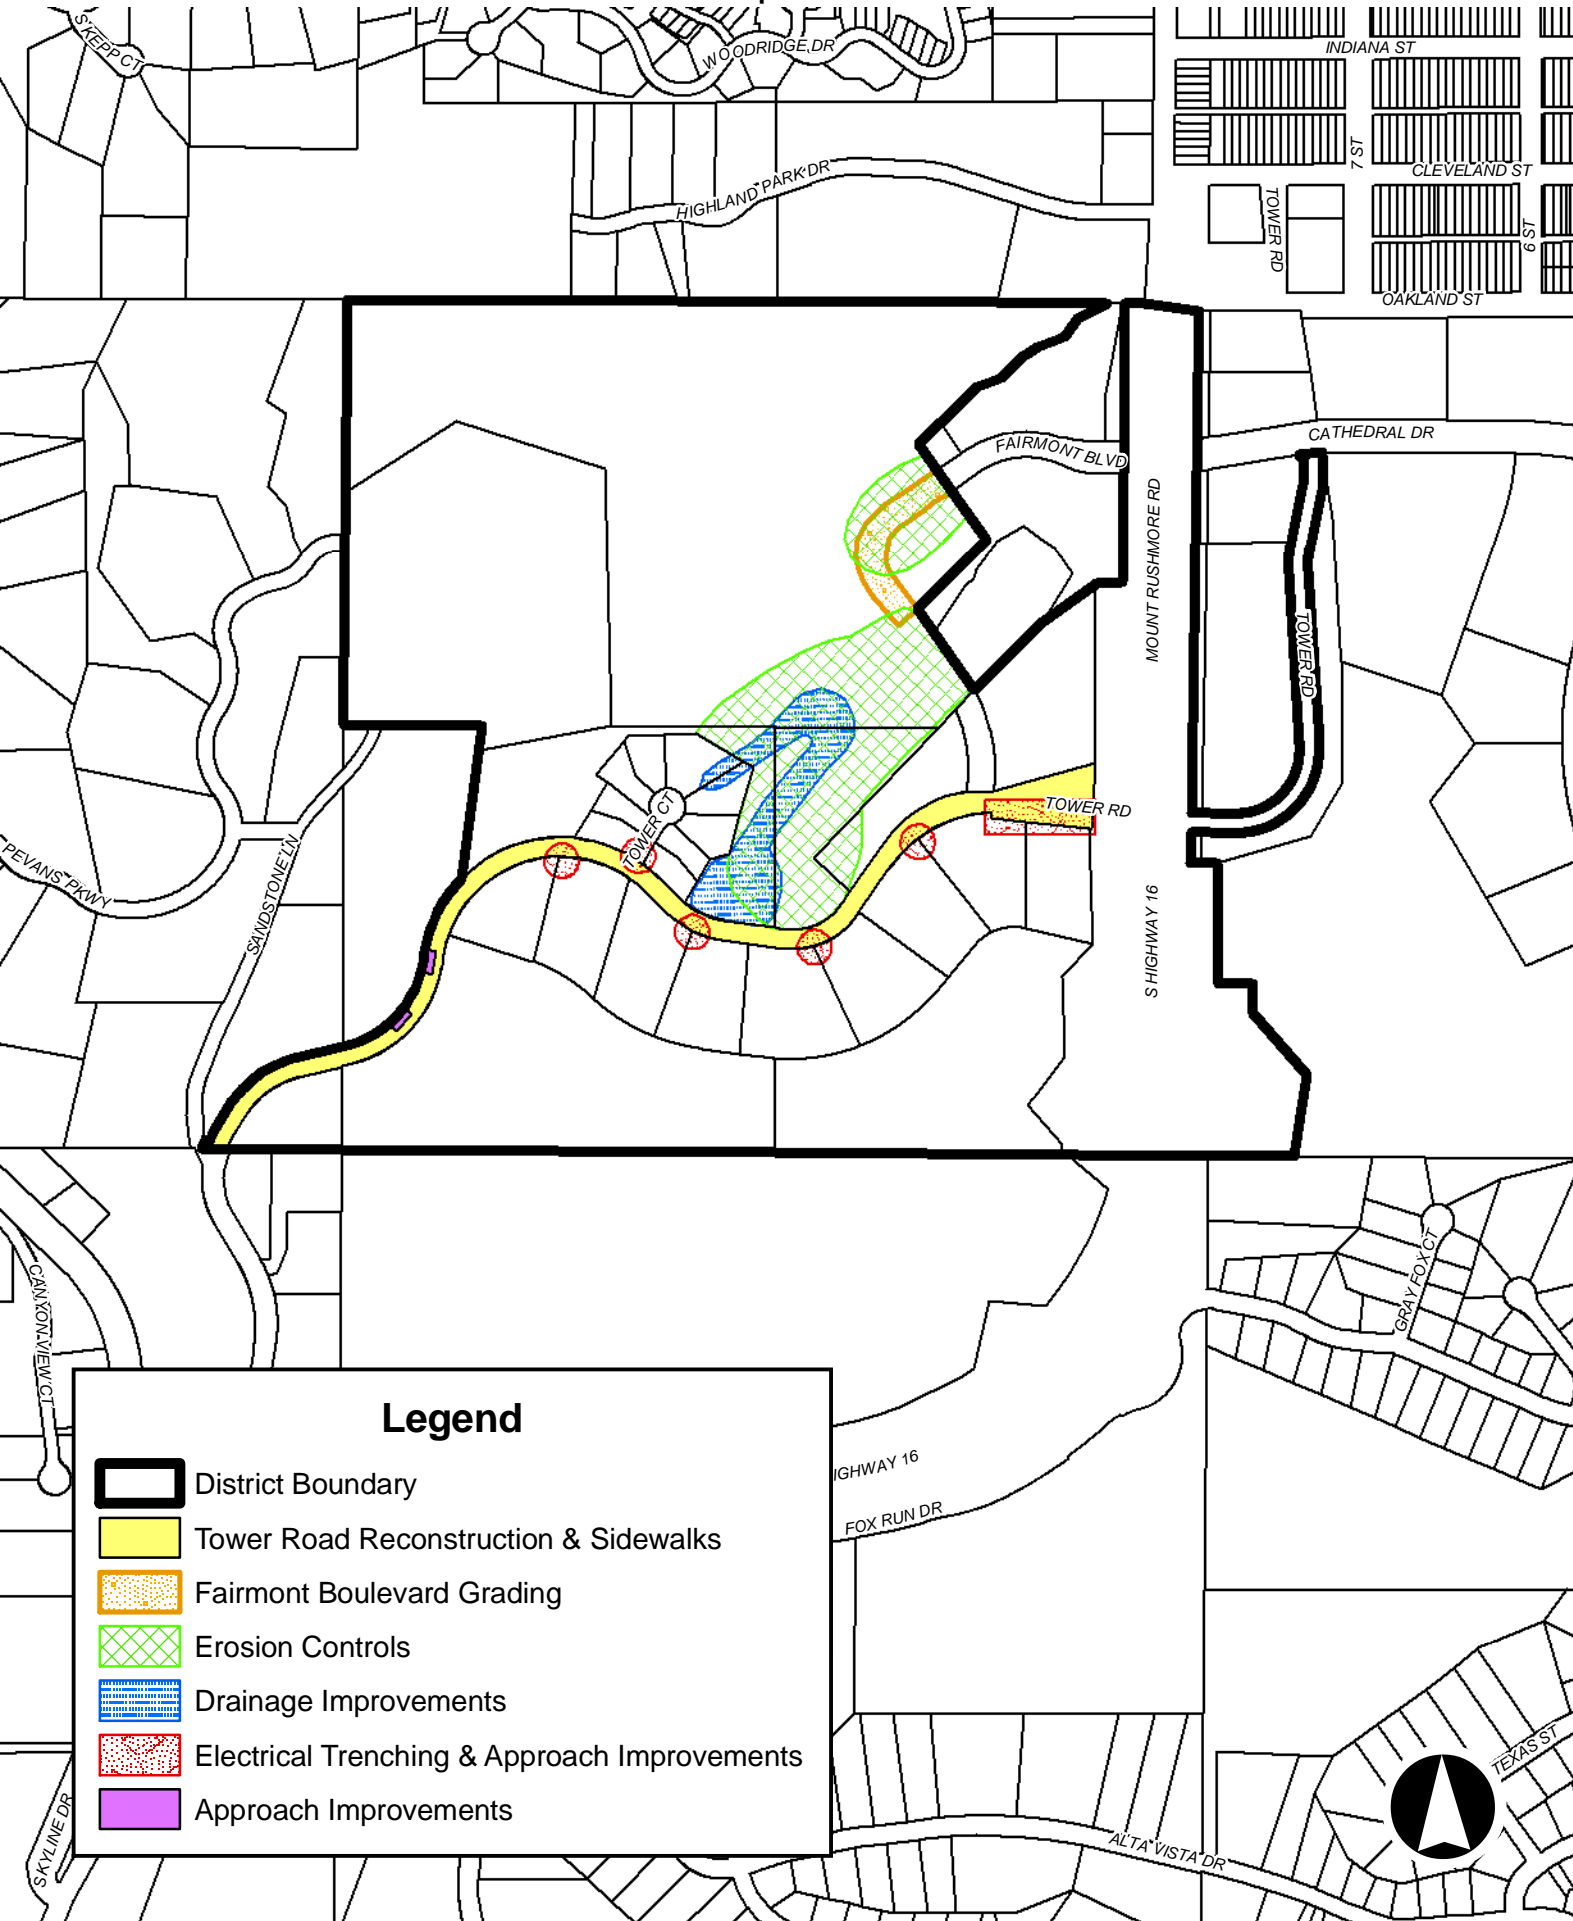 S KEPP CT
WOODRIDGE DR
INDIANA ST
7 ST
CLEVELAND ST
HIGHLAND PARK DR
TOWER RD
6 ST
OAKLAND ST
FAIRMONT BLVD
CATHEDRAL DR
MOUNT RUSHMORE RD
TOWER RD
TOWER CT
TOWER RD
PEVANS PKWY
SANDSTONE LN
S HIGHWAY 16
CANYON VIEW CT
GRAY FOX CT
IGHWAY 16
FOX RUN DR
Legend
District Boundary
Tower Road Reconstruction & Sidewalks
Fairmont Boulevard Grading
Erosion Controls
Drainage Improvements
Electrical Trenching & Approach Improvements
Approach Improvements
TEXAS ST
SKYLINE DR
ALTA VISTA DR